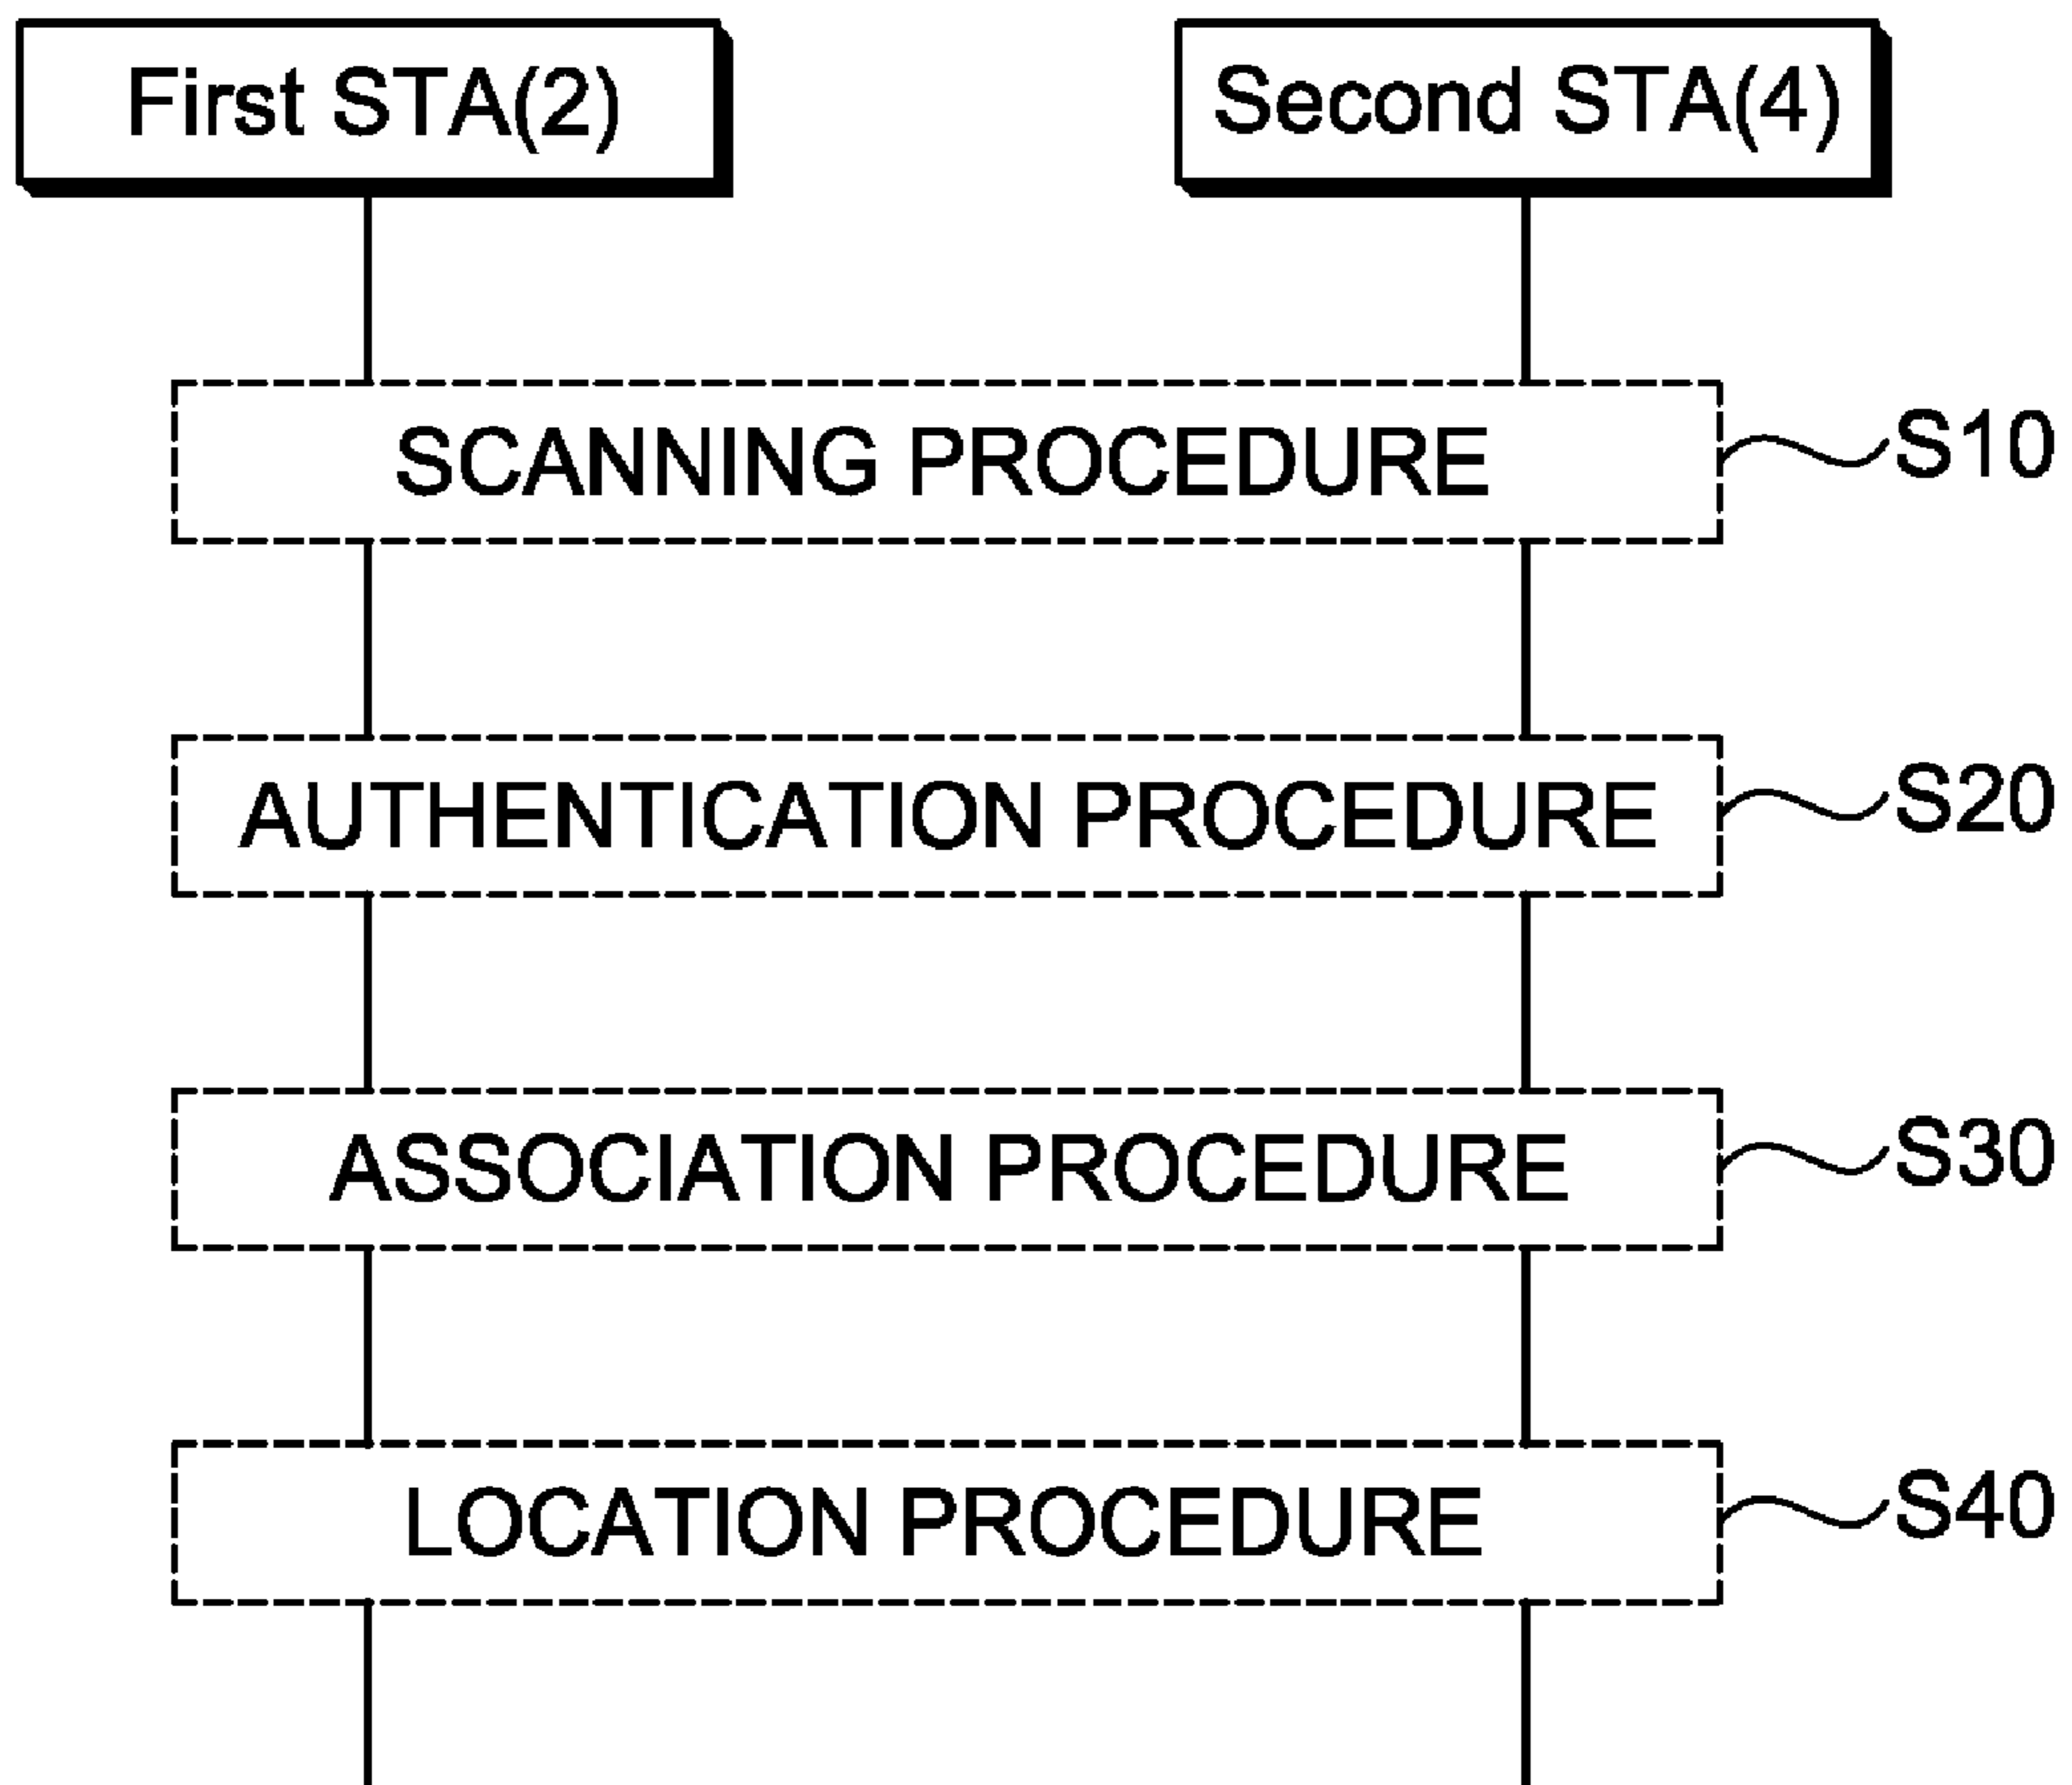 First STA(2)
Second STA(4)
SCANNING PROCEDURE
S10
AUTHENTICATION PROCEDURE
S20
ASSOCIATION PROCEDURE
S30
LOCATION PROCEDURE
S40